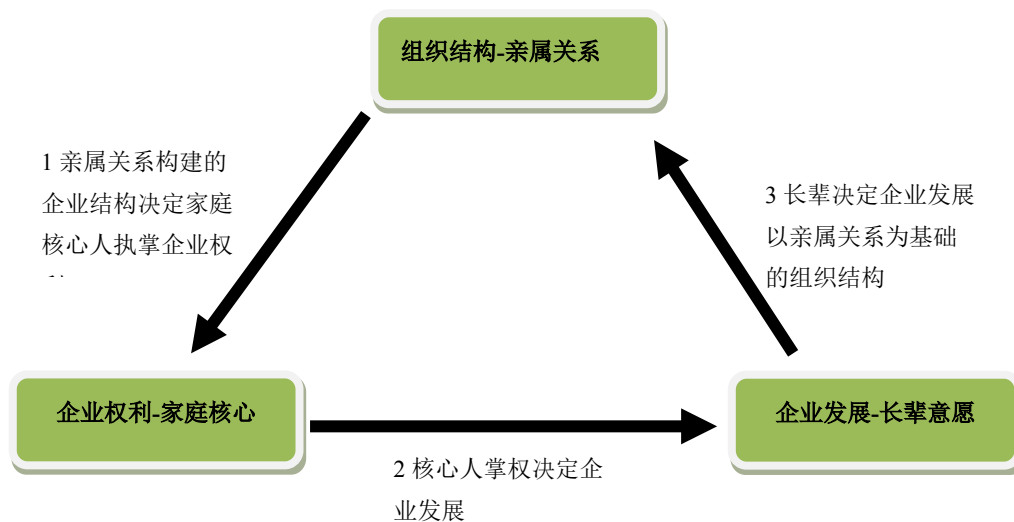 组织结构-亲属关系
1 亲属关系构建的
企业结构决定家庭
核心人执掌企业权
3 长辈决定企业发展
以亲属关系为基础
的组织结构
企业权利-家庭核心
企业发展-长辈意愿
2 核心人掌权决定企
业发展